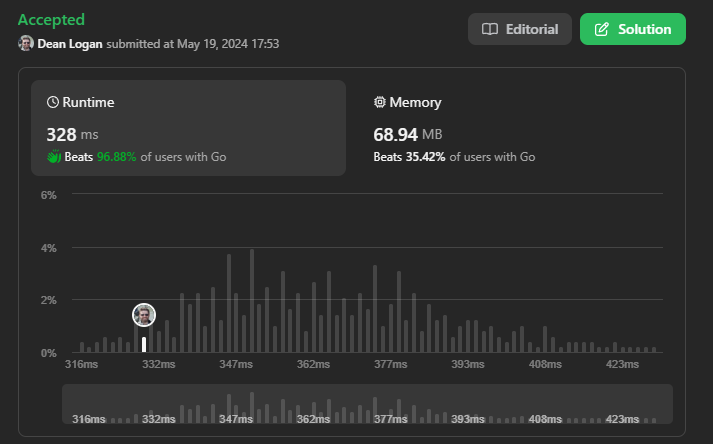 Accepted
Dean Logan submitted at May 19, 2024 17:53
Editorial
Solution
Runtime
328 ms
Beats 96.88% of users with Go
Memory
68.94 MB
Beats 35.42% of users with Go
6%
4%
2%
0%
316ms 332ms 347ms 362ms 377ms 393ms 408ms 423ms
316ms 332ms 347ms 362ms 377ms 393ms 408ms 423ms